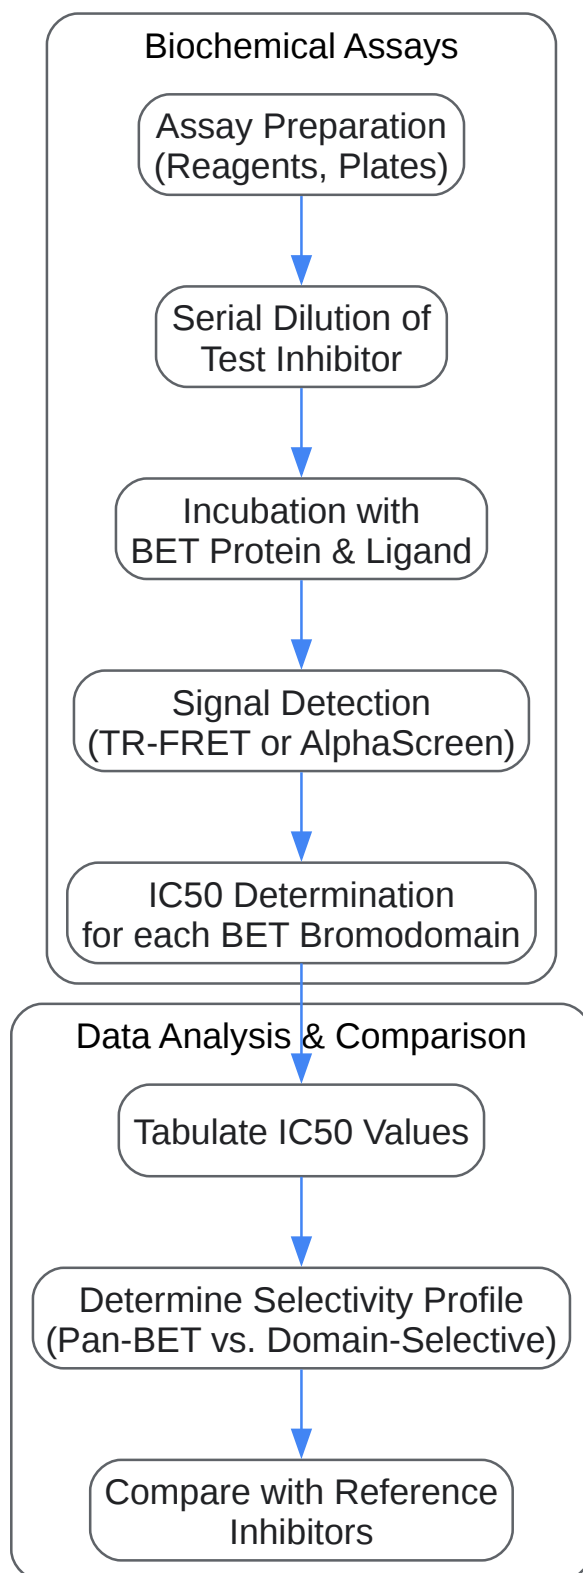 Biochemical Assays
Assay Preparation
(Reagents, Plates)
Serial Dilution of
Test Inhibitor
Incubation with
BET Protein & Ligand
Signal Detection
(TR-FRET or AlphaScreen)
IC50 Determination
for each BET Bromodomain
Data Analysis & Comparison
Tabulate IC50 Values
Determine Selectivity Profile
(Pan-BET vs. Domain-Selective)
Compare with Reference
Inhibitors